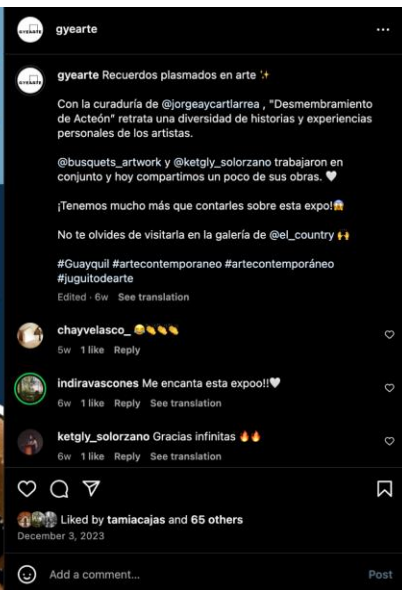 gyearte
gyearte Recuerdos plasmados en arte ✨
Con la curaduría de @jorgeaycartlarrea , "Desmembramiento
de Acteón" retrata una diversidad de historias y experiencias
personales de los artistas.
@busquets_artwork y @ketgly_solorzano trabajaron en
conjunto y hoy compartimos un poco de sus obras. 🤍
¡Tenemos mucho más que contarles sobre esta expo!😱
No te olvides de visitarla en la galería de @el_country 🙌
#Guayquil #artecontemporaneo #artecontemporáneo
#juguitodearte
Edited · 6w See translation
chayvelasco_ 😂👏👏👏
5w 1 like Reply
indiravascones Me encanta esta expoo!!🤍
6w 1 like Reply See translation
ketgly_solorzano Gracias infinitas 🔥🔥
6w 1 like Reply See translation
Liked by tamiacajas and 65 others
December 3, 2023
Add a comment...
Post